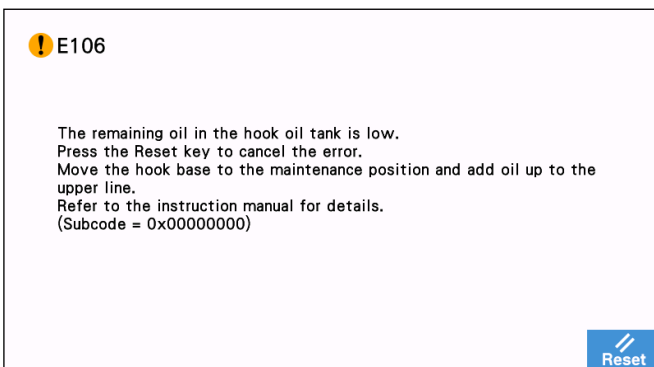 E106
The remaining oil in the hook oil tank is low.
Press the Reset key to cancel the error.
Move the hook base to the maintenance position and add oil up to the
upper line.
Refer to the instruction manual for details.
(Subcode = 0x00000000)
Reset